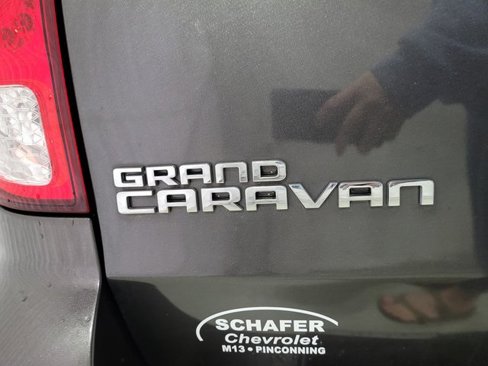 GRAND
CARAVAN
SCHAFER
Chevrolet
M13 • PINCONNING